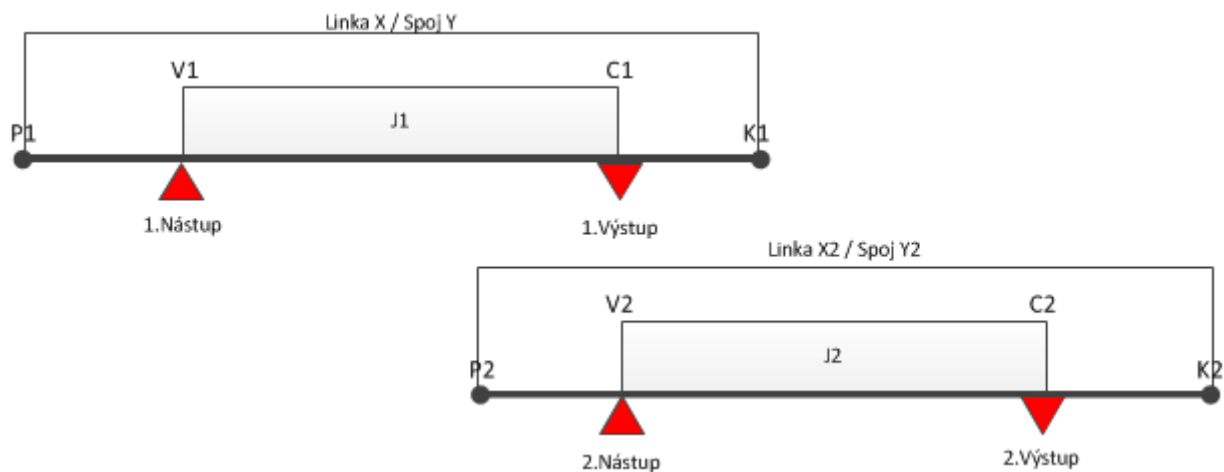 Linka X / Spoj Y
V1 C1
J1
P1 K1
1.Nástup 1.Výstup
Linka X2 / Spoj Y2
V2 C2
J2
P2 K2
2.Nástup 2.Výstup